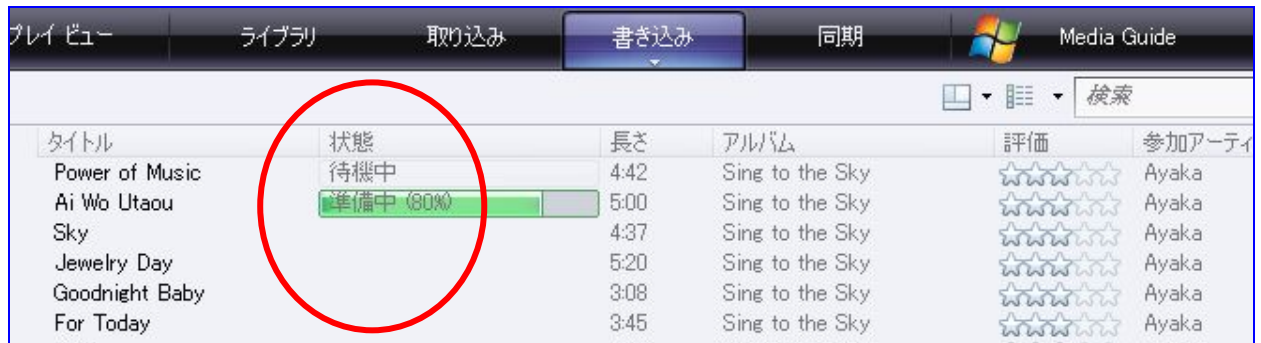 プレイ ビュー ライブラリ 取り込み 書き込み 同期 Media Guide
検索
タイトル 状態 長さ アルバム 評価 参加アーティ
Power of Music 待機中 4:42 Sing to the Sky Ayaka
Ai Wo Utaou 準備中 (80%) 5:00 Sing to the Sky Ayaka
Sky 4:37 Sing to the Sky Ayaka
Jewelry Day 5:20 Sing to the Sky Ayaka
Goodnight Baby 3:08 Sing to the Sky Ayaka
For Today 3:45 Sing to the Sky Ayaka